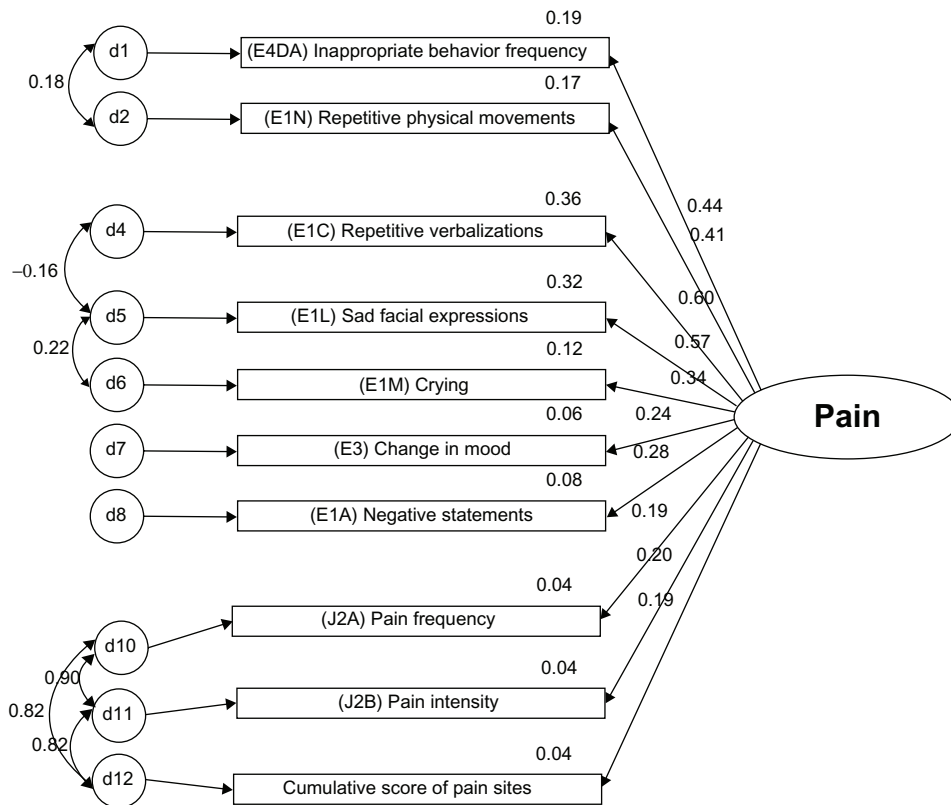 0.19
d1
(E4DA) Inappropriate behavior frequency
0.18
0.17
d2
(E1N) Repetitive physical movements
0.36
d4
(E1C) Repetitive verbalizations
0.44
0.41
–0.16
0.32
d5
(E1L) Sad facial expressions
0.60
0.57
0.22
0.12
d6
(E1M) Crying
0.34
0.24
Pain
0.06
d7
(E3) Change in mood
0.28
0.08
d8
(E1A) Negative statements
0.19
0.20
0.19
0.04
d10
(J2A) Pain frequency
0.90
0.04
0.82
d11
(J2B) Pain intensity
0.82
0.04
d12
Cumulative score of pain sites